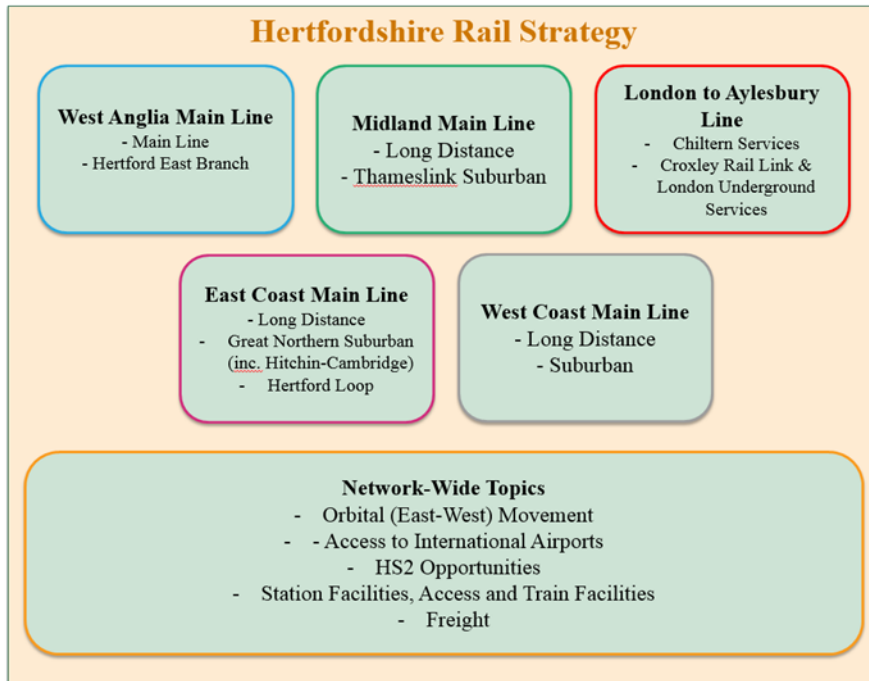 Hertfordshire Rail Strategy
West Anglia Main Line
- Main Line
- Hertford East Branch
Midland Main Line
- Long Distance
- Thameslink Suburban
London to Aylesbury
Line
- Chiltern Services
- Croxley Rail Link &
London Underground
Services
East Coast Main Line
- Long Distance
- Great Northern Suburban
(inc. Hitchin-Cambridge)
- Hertford Loop
West Coast Main Line
- Long Distance
- Suburban
Network-Wide Topics
- Orbital (East-West) Movement
- - Access to International Airports
- HS2 Opportunities
- Station Facilities, Access and Train Facilities
- Freight